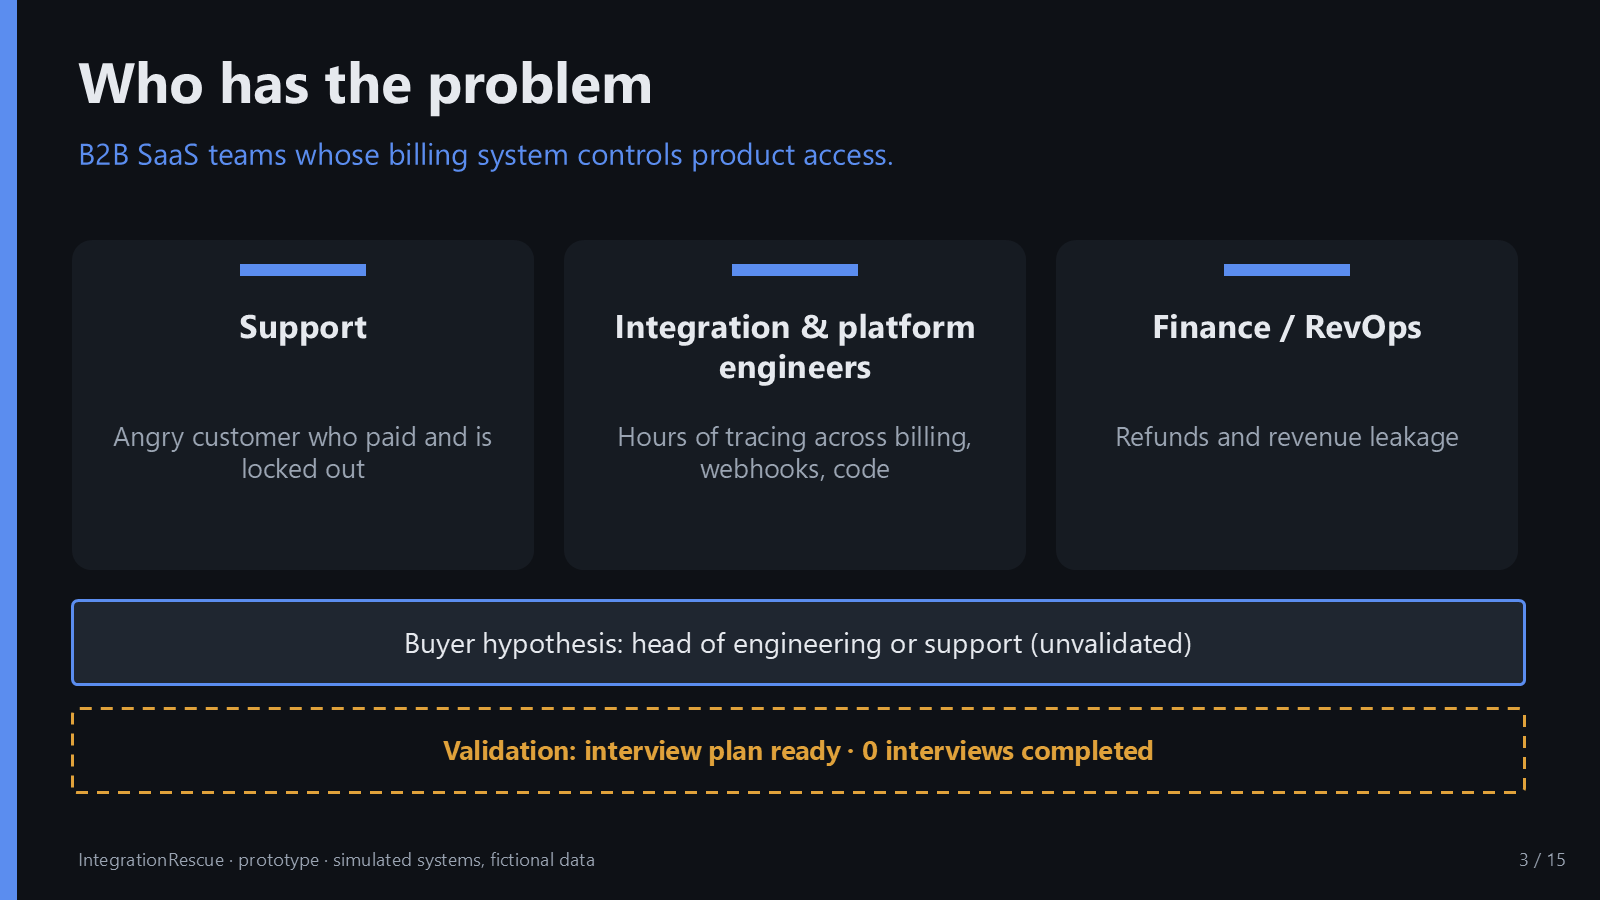 Who has the problem
B2B SaaS teams whose billing system controls product access.
Support
Angry customer who paid and is
locked out
Integration & platform
engineers
Hours of tracing across billing,
webhooks, code
Finance / RevOps
Refunds and revenue leakage
Buyer hypothesis: head of engineering or support (unvalidated)
Validation: interview plan ready · 0 interviews completed
IntegrationRescue · prototype · simulated systems, fictional data
3 / 15